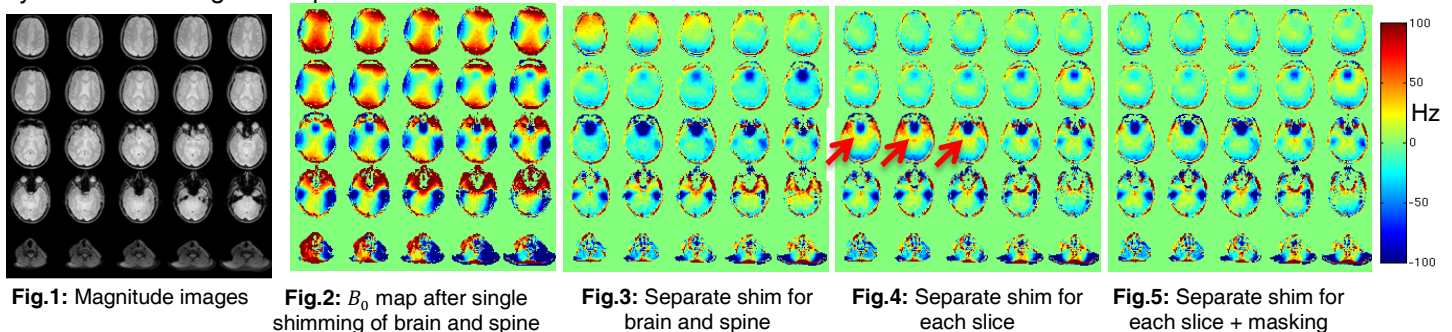 100
50
Hz
0
-50
-100
Fig.1: Magnitude images
Fig.2: B₀ map after single
shimming of brain and spine
Fig.3: Separate shim for
brain and spine
Fig.4: Separate shim for
each slice
Fig.5: Separate shim for
each slice + masking